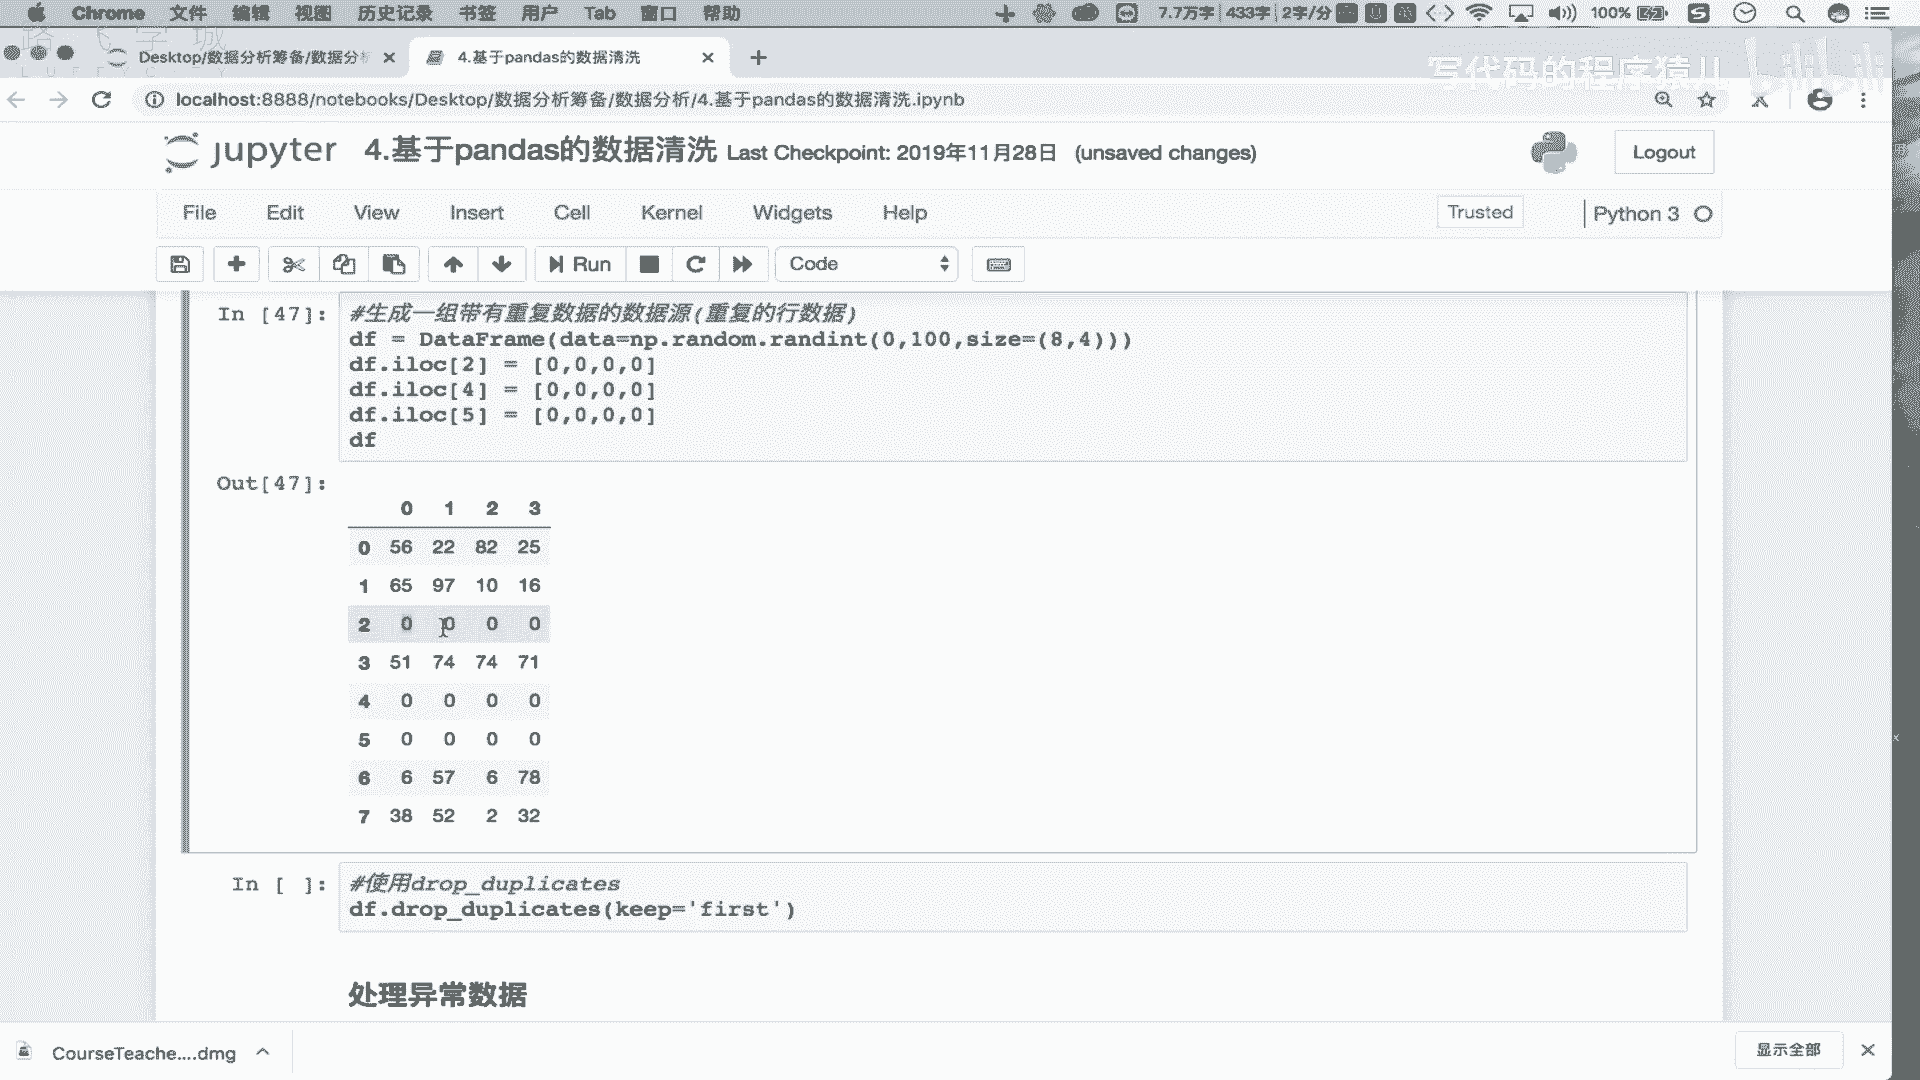 Chrome 文件 编辑 视图 历史记录 书签 用户 Tab 窗口 帮助 7.7万字 433字 2字/分 100%
Desktop/数据分析筹备/数据分析
4.基于pandas的数据清洗
写代码的程序猿儿 bilibili
localhost:8888/notebooks/Desktop/数据分析筹备/数据分析/4.基于pandas的数据清洗.ipynb
jupyter 4.基于pandas的数据清洗 Last Checkpoint: 2019年11月28日 (unsaved changes) Logout
File Edit View Insert Cell Kernel Widgets Help Trusted Python 3
Run Code
In [47]: #生成一组带有重复数据的数据源(重复的行数据)
df = DataFrame(data=np.random.randint(0,100,size=(8,4)))
df.iloc[2] = [0,0,0,0]
df.iloc[4] = [0,0,0,0]
df.iloc[5] = [0,0,0,0]
df
Out[47]:
0 1 2 3
0 56 22 82 25
1 65 97 10 16
2 0 0 0 0
3 51 74 74 71
4 0 0 0 0
5 0 0 0 0
6 6 57 6 78
7 38 52 2 32
In [ ]: #使用drop_duplicates
df.drop_duplicates(keep='first')
处理异常数据
CourseTeache....dmg 显示全部